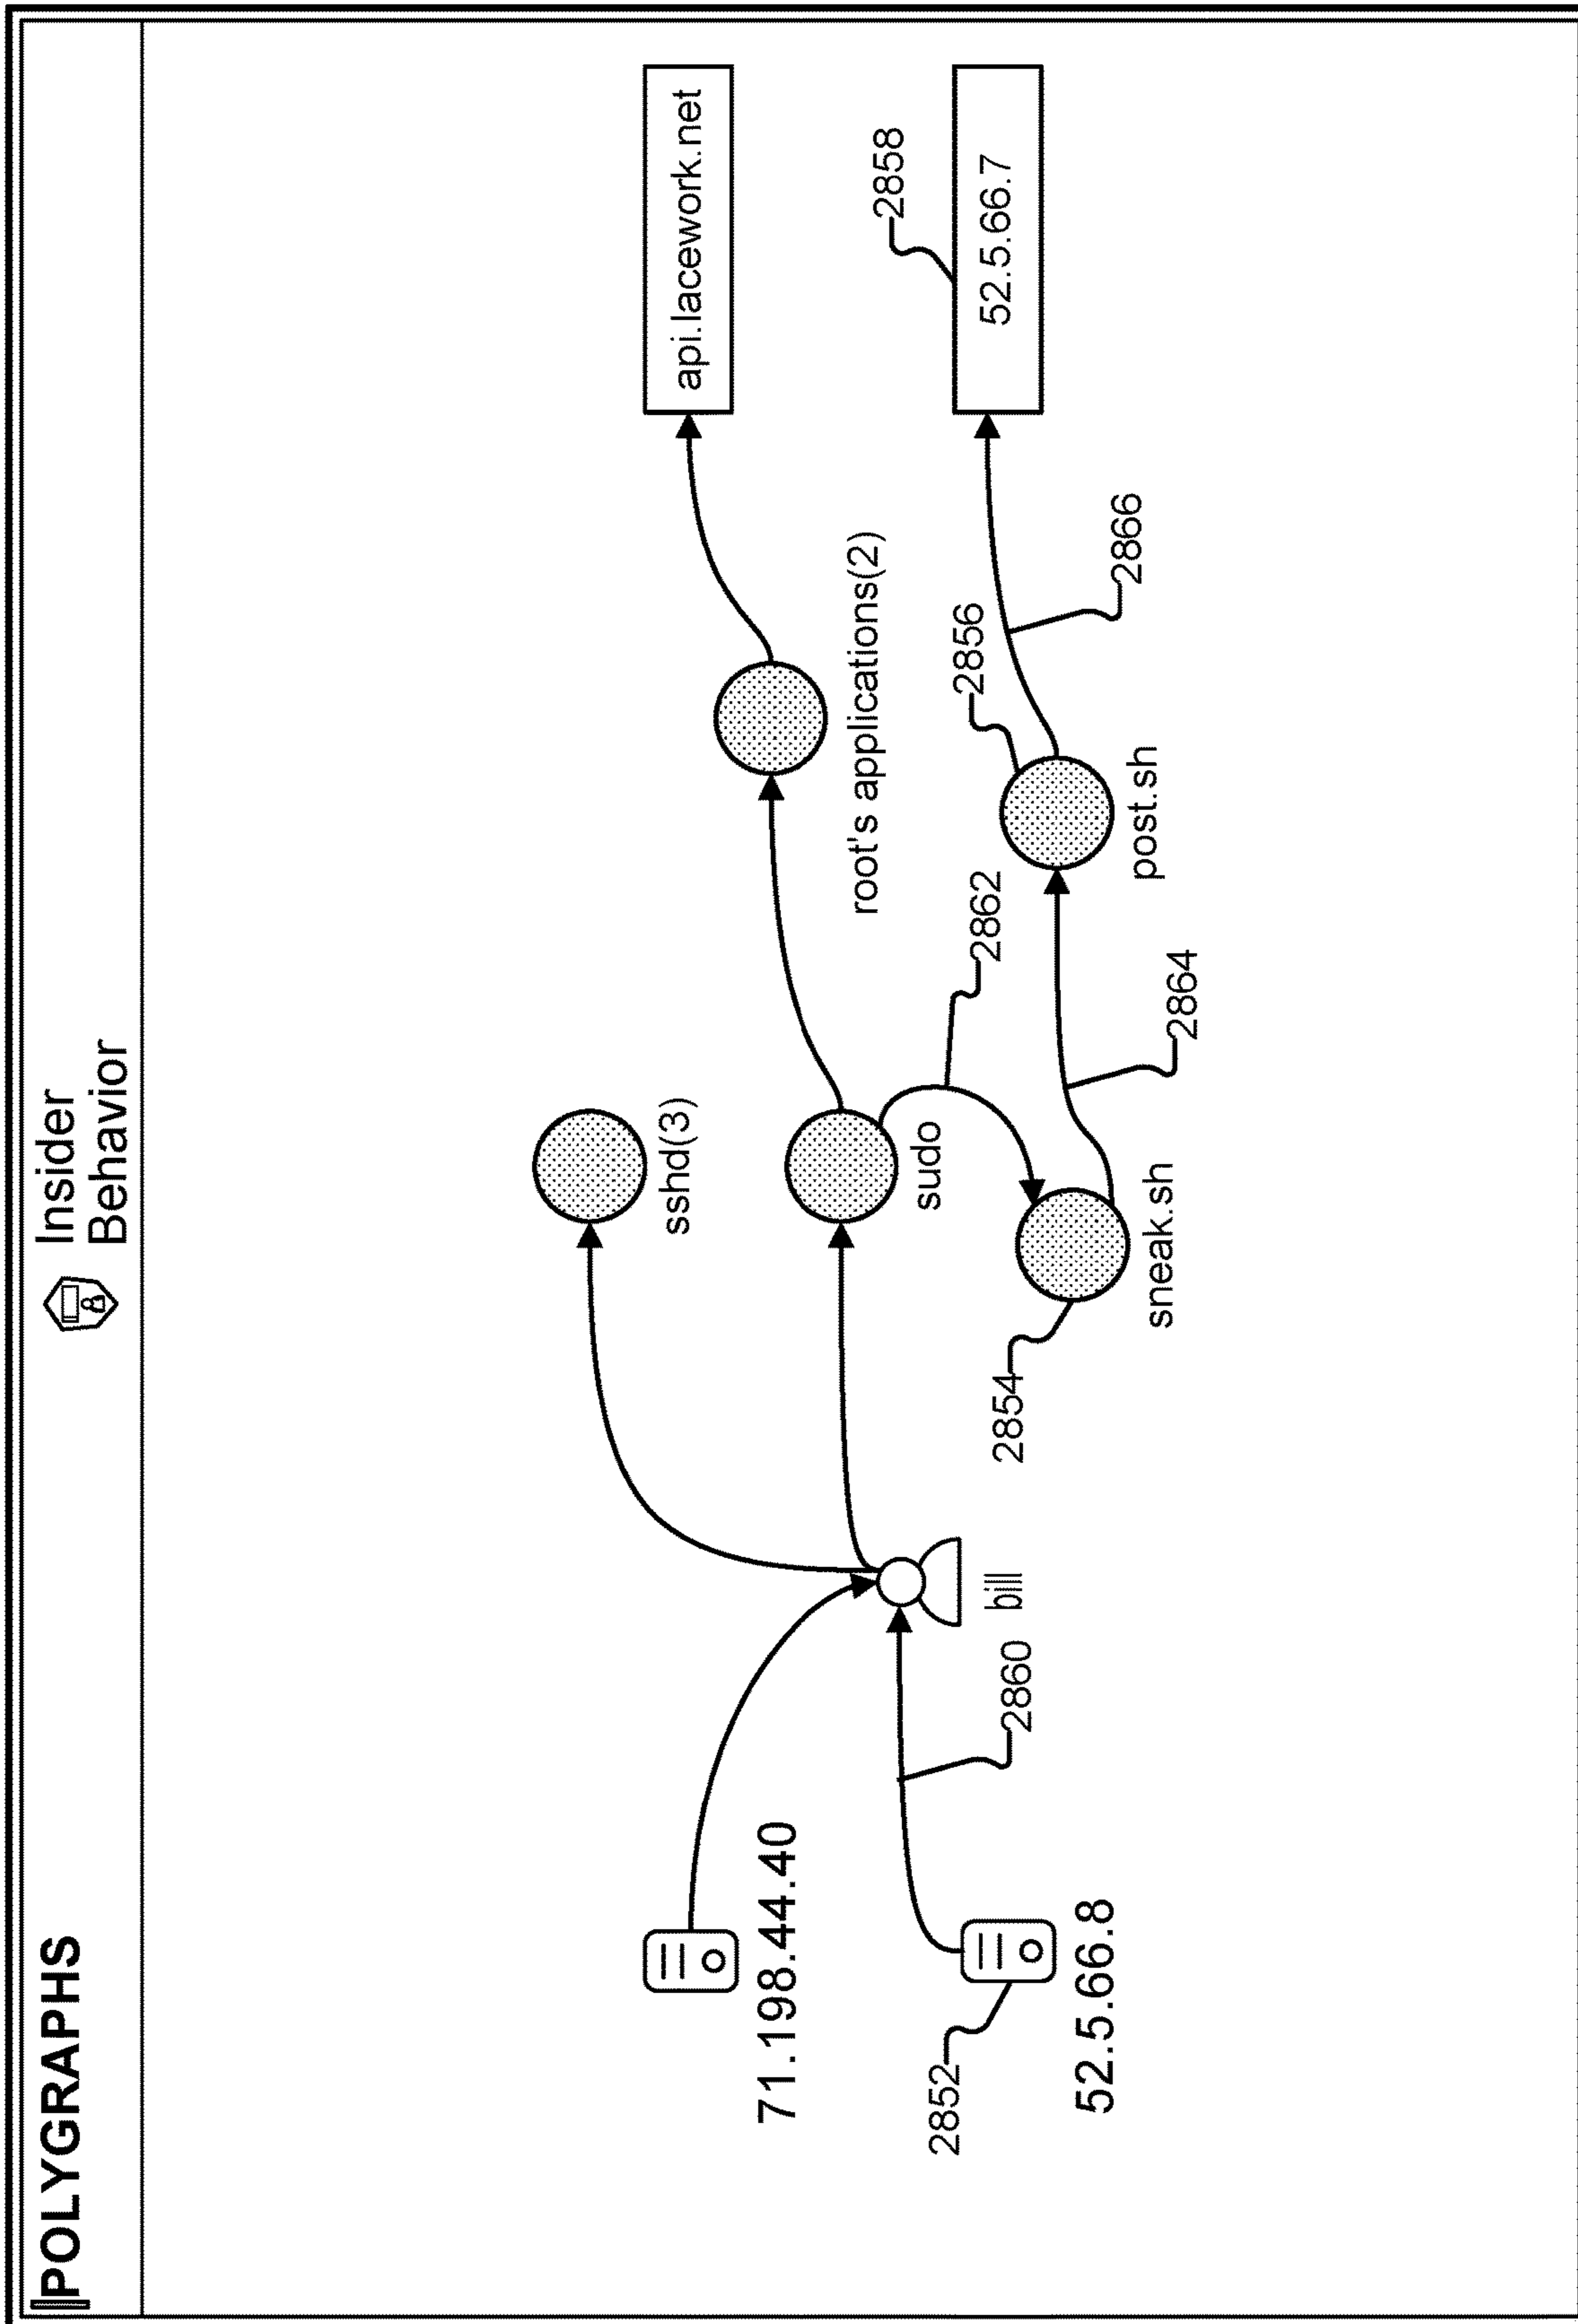 POLYGRAPHS
Insider
Behavior
71.198.44.40
2852
52.5.66.8
2860
bill
sshd(3)
sudo
2854
sneak.sh
2862
2864
root's applications(2)
2856
post.sh
2866
api.lacework.net
2858
52.5.66.7